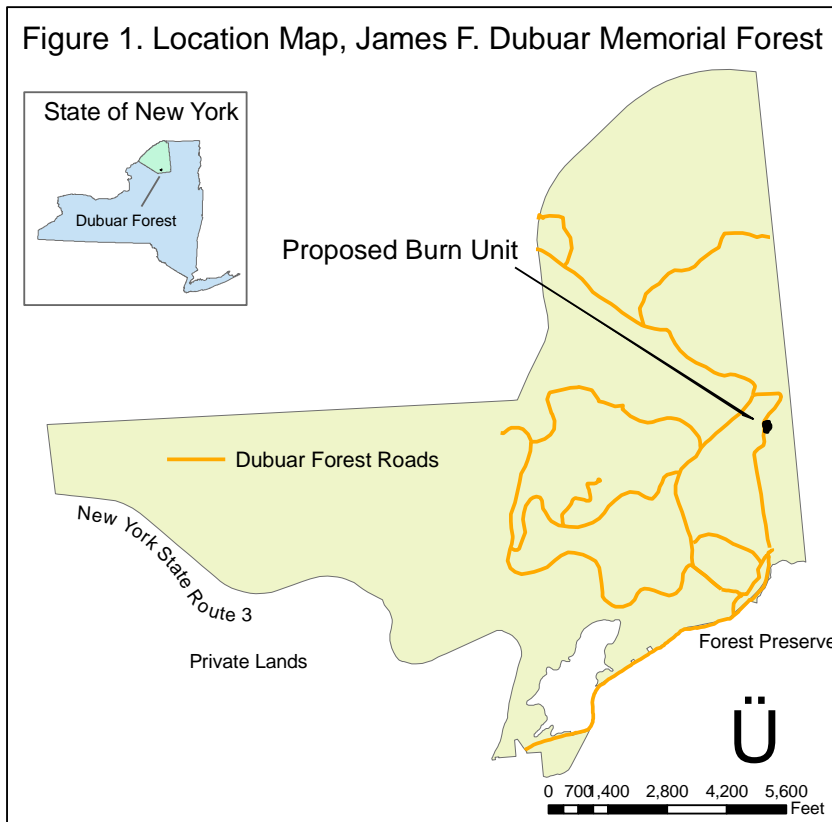 Figure 1. Location Map, James F. Dubuar Memorial Forest
State of New York
Dubuar Forest
Proposed Burn Unit
Dubuar Forest Roads
New York State Route 3
Private Lands
Forest Preserve
Ü
0 700 1,400 2,800 4,200 5,600
Feet